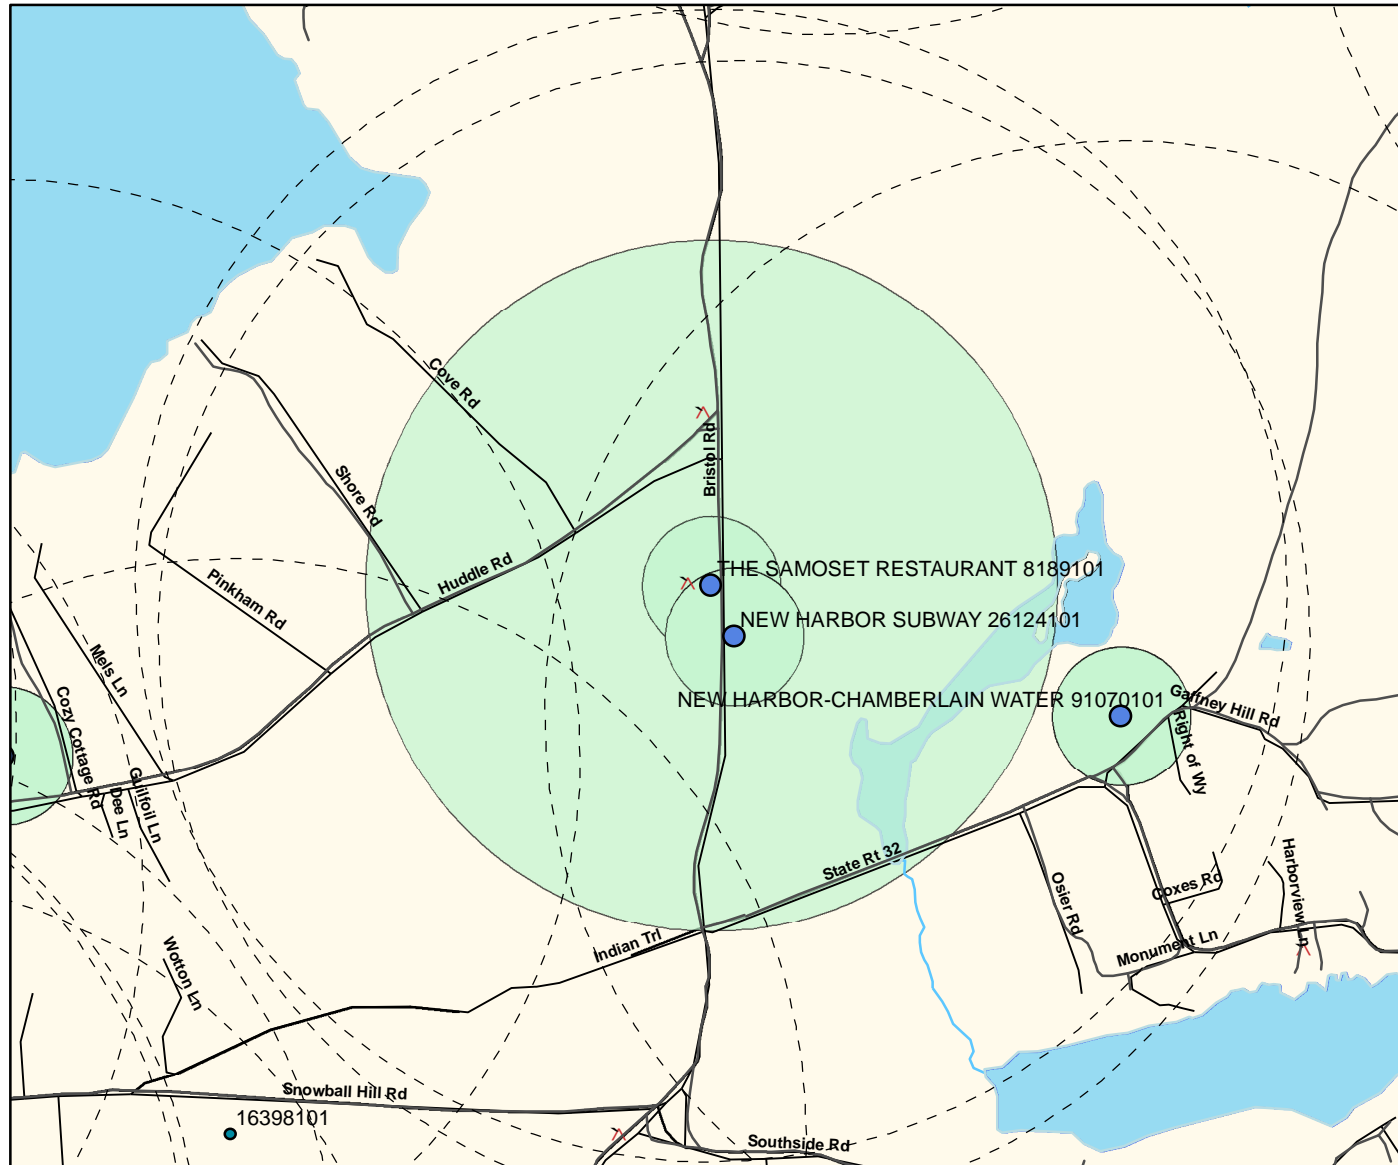 Cove Rd
Bristol Rd
Shore Rd
Huddle Rd
Pinkham Rd
THE SAMOSET RESTAURANT 8189101
NEW HARBOR SUBWAY 26124101
NEW HARBOR-CHAMBERLAIN WATER 91070101
Gaffney Hill Rd
Right of Wy
Mels Ln
Cozy Cottage Rd
Dee Ln
Guilfoil Ln
State Rt 32
Osier Rd
Coxes Rd
Harborview Ln
Monument Ln
Indian Trl
Wotton Ln
Snowball Hill Rd
16398101
Southside Rd